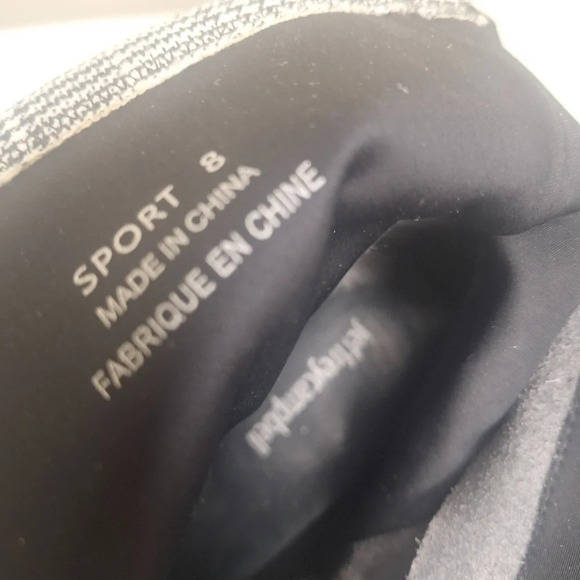 SPORT 8
MADE IN CHINA
FABRIQUE EN CHINE
jeffreycampbell